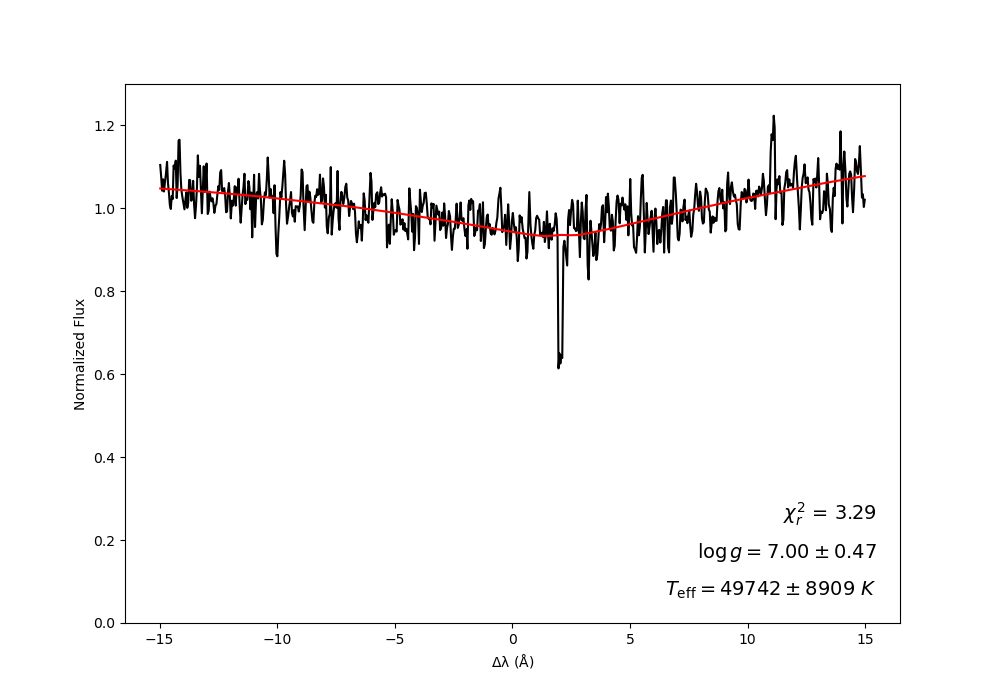 1.2
1.0
0.8
0.6
0.4
0.2
0.0
Normalized Flux
χ²ᵣ = 3.29
log g = 7.00 ± 0.47
T_eff = 49742 ± 8909 K
−15 −10 −5 0 5 10 15
Δλ (Å)